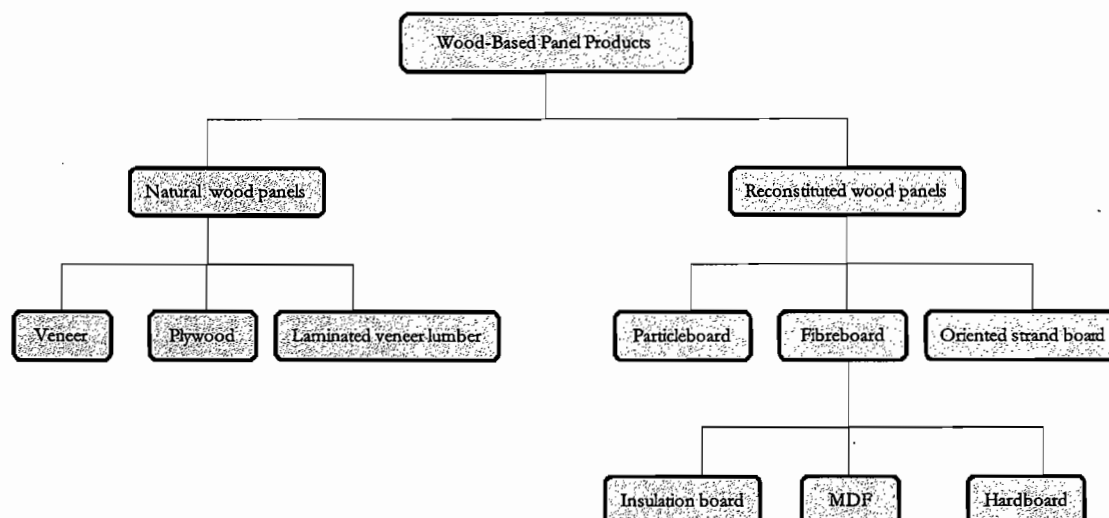 Wood-Based Panel Products
Natural wood panels
Reconstituted wood panels
Veneer
Plywood
Laminated veneer lumber
Particleboard
Fibreboard
Oriented strand board
Insulation board
MDF
Hardboard